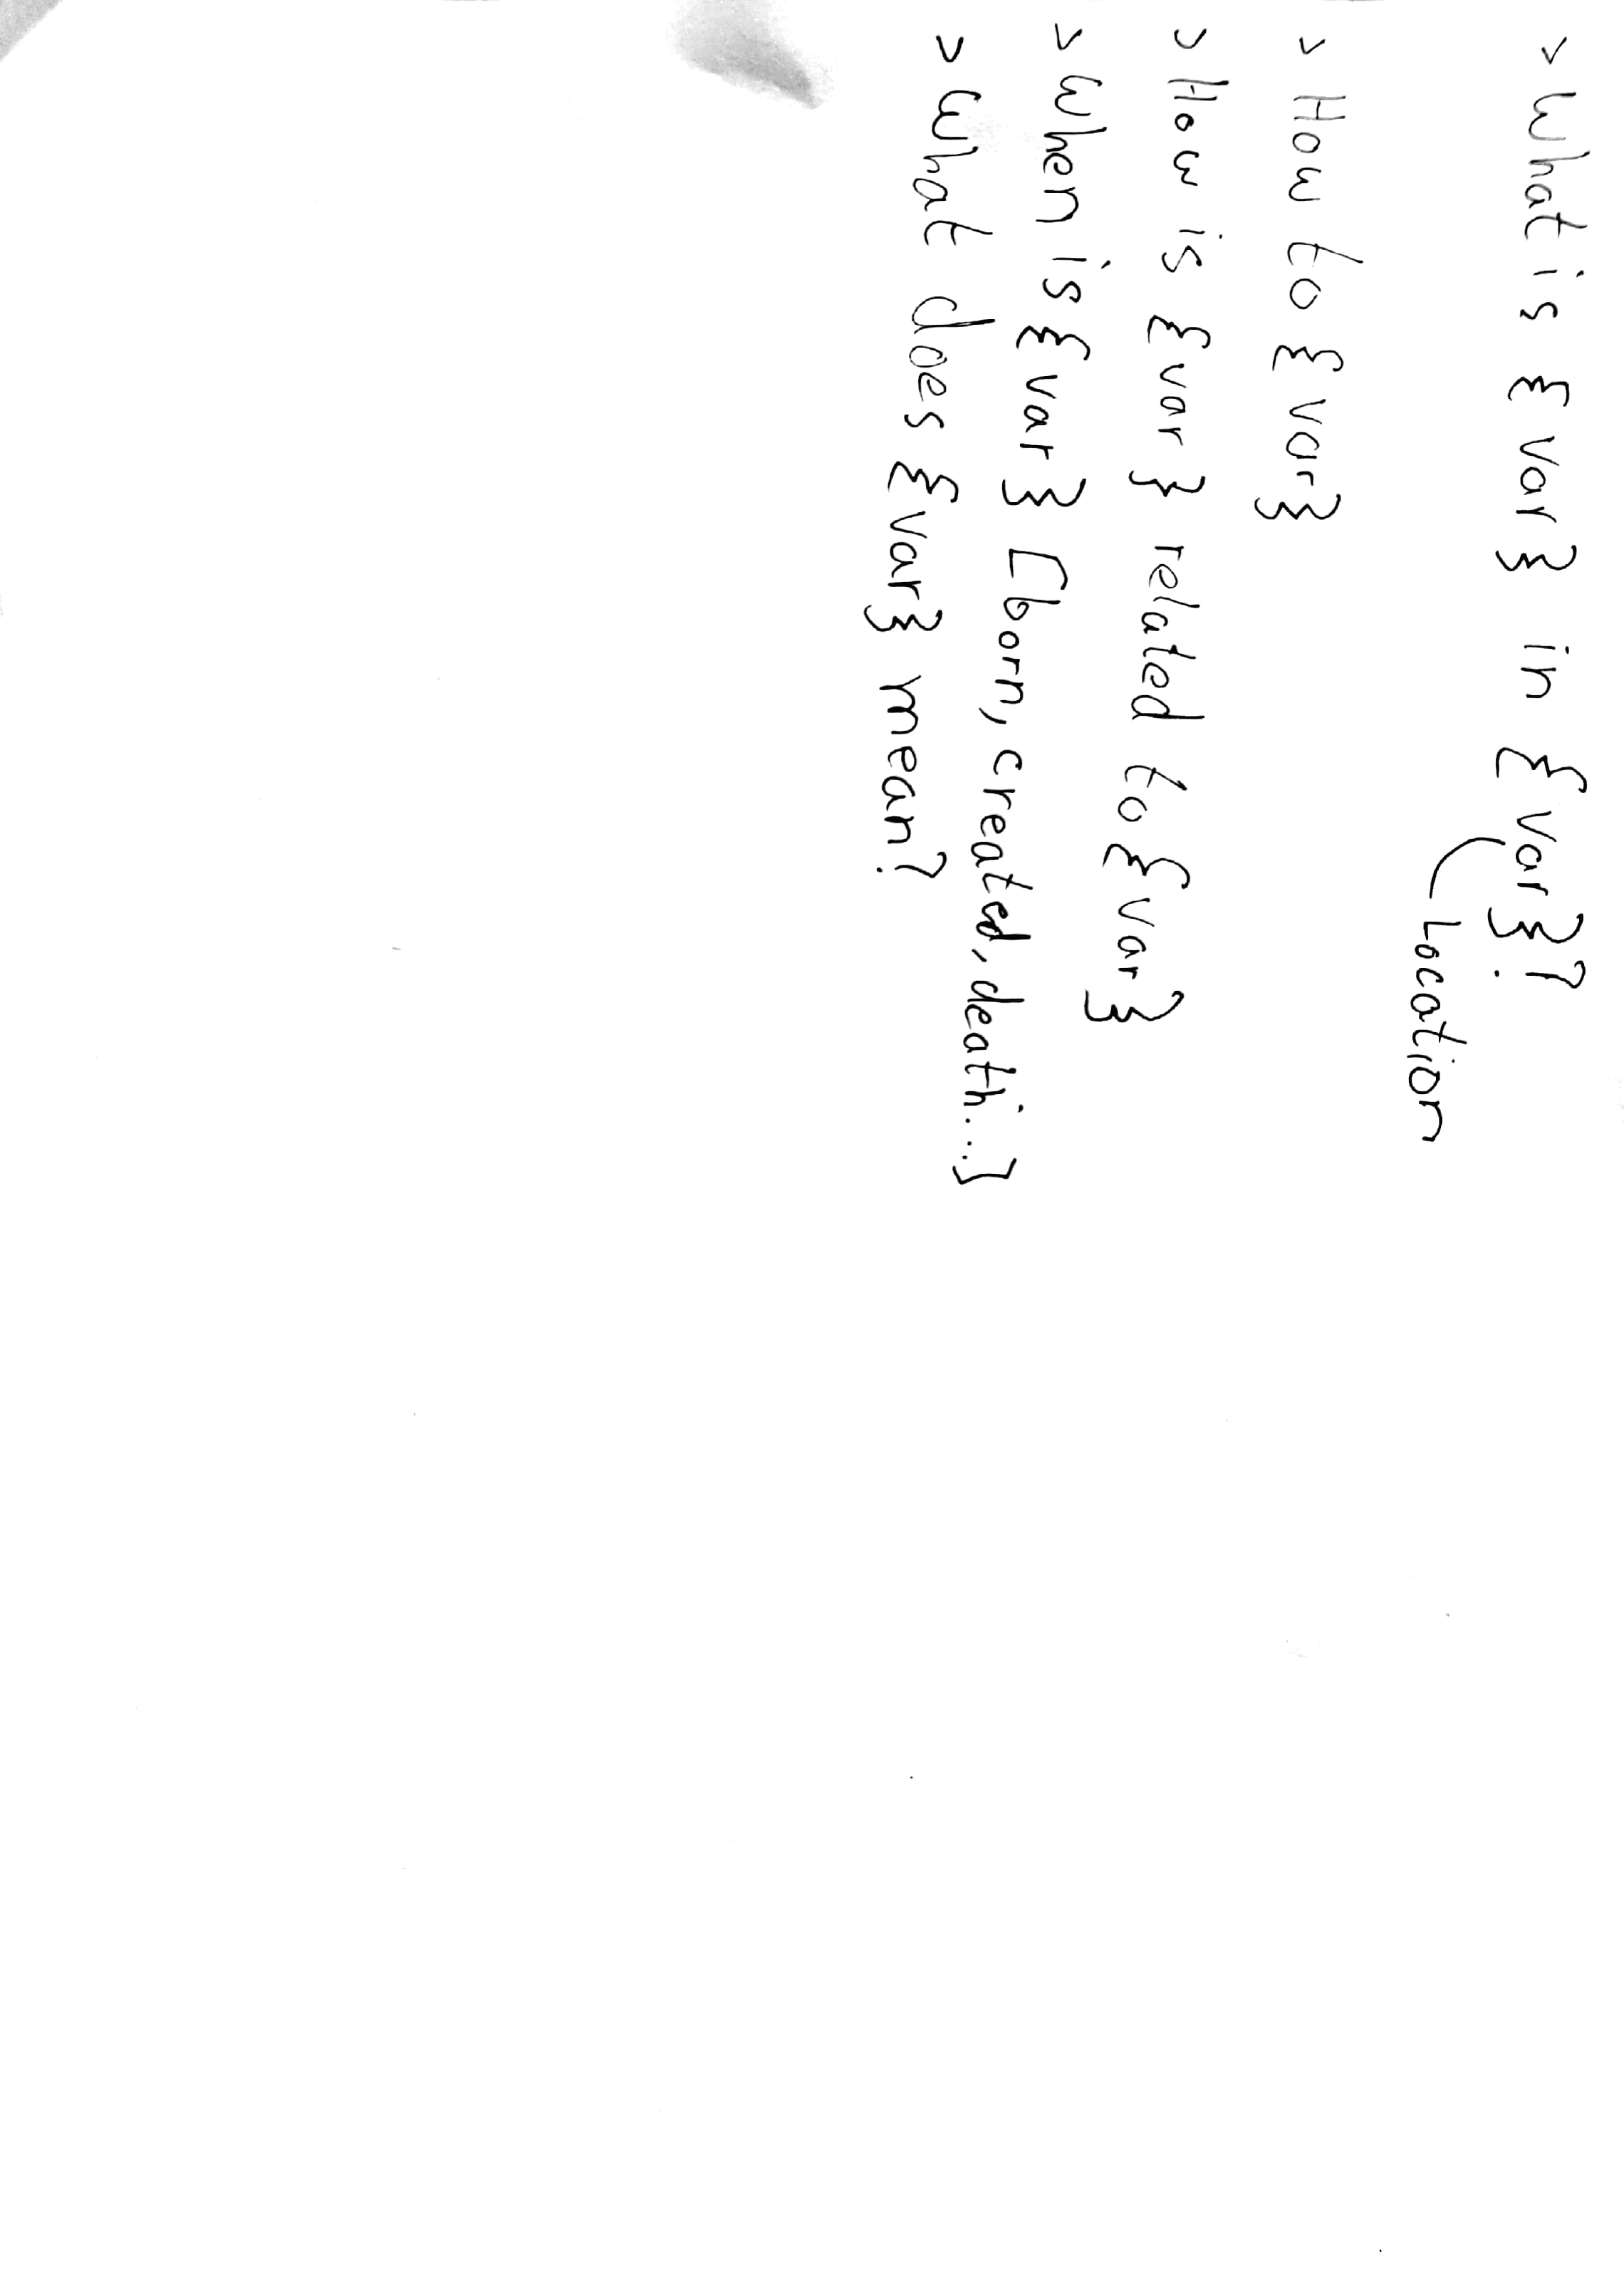 > What is {var} in {var}?
Location
> How to {var}
> How is {var} related to {var}
> When is {var} [born, created, death...]
> What does {var} mean?